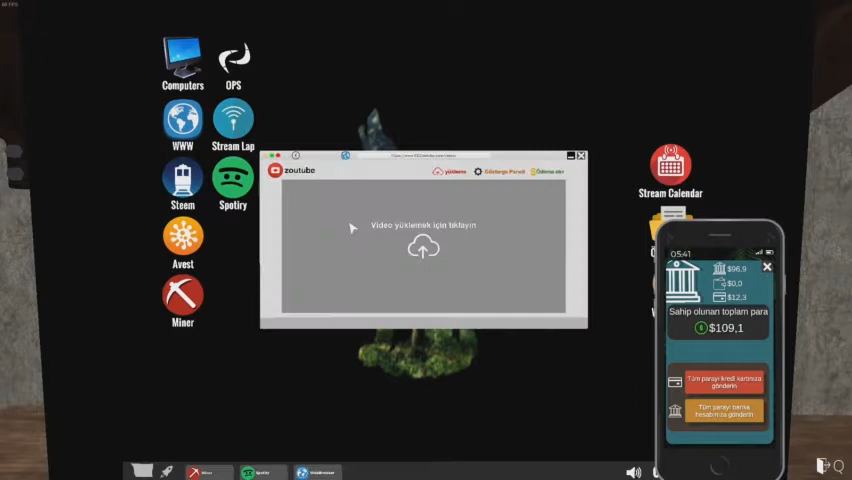 Computers
OPS
WWW
Stream Lap
Steem
Spotiry
Avest
Miner
zoutube
yükleme
Gösterge Paneli
Ödeme alın
Video yüklemek için tıklayın
Stream Calendar
05:41
$96,9
$0,0
$12,3
Sahip olunan toplam para
$109,1
Tüm parayı kredi kartınıza
gönderin
Tüm parayı banka
hesabınıza gönderin
Miner
Spotiry
Q